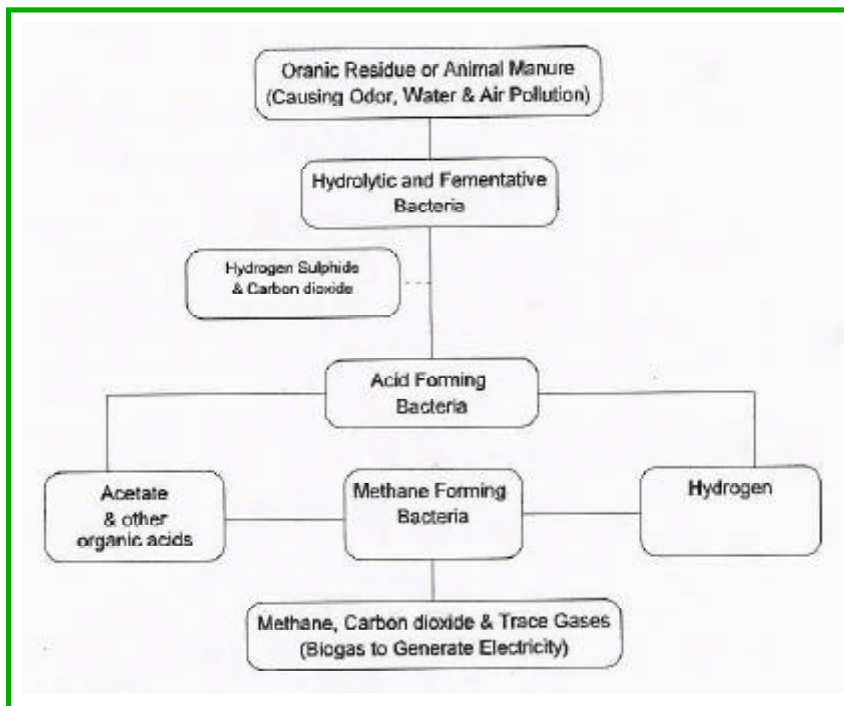 Oranic Residue or Animal Manure
(Causing Odor, Water & Air Pollution)
Hydrolytic and Fementative
Bacteria
Hydrogen Sulphide
& Carbon dioxide
Acid Forming
Bacteria
Acetate
& other
organic acids
Methane Forming
Bacteria
Hydrogen
Methane, Carbon dioxide & Trace Gases
(Biogas to Generate Electricity)